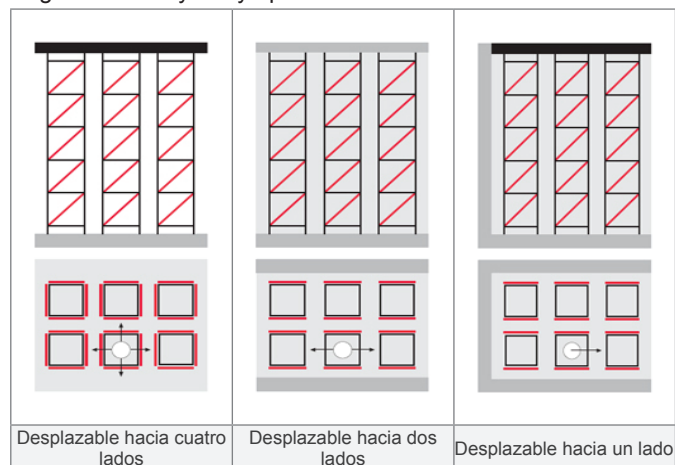 Desplazable hacia cuatro
lados
Desplazable hacia dos
lados
Desplazable hacia un lado